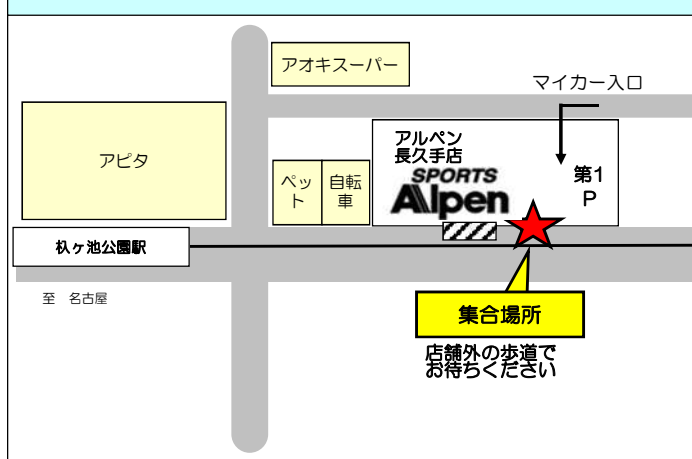 アオキスーパー
マイカー入口
アピタ
アルペン
長久手店
SPORTS
Alpen
第1
P
ペッ
ト
自転
車
杁ヶ池公園駅
至 名古屋
集合場所
店舗外の歩道で
お待ちください